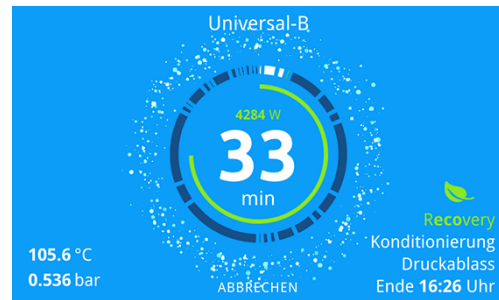 Universal-B
4284 W
33
min
Recovery
Konditionierung
Druckablass
Ende 16:26 Uhr
105.6 °C
0.536 bar
ABBRECHEN